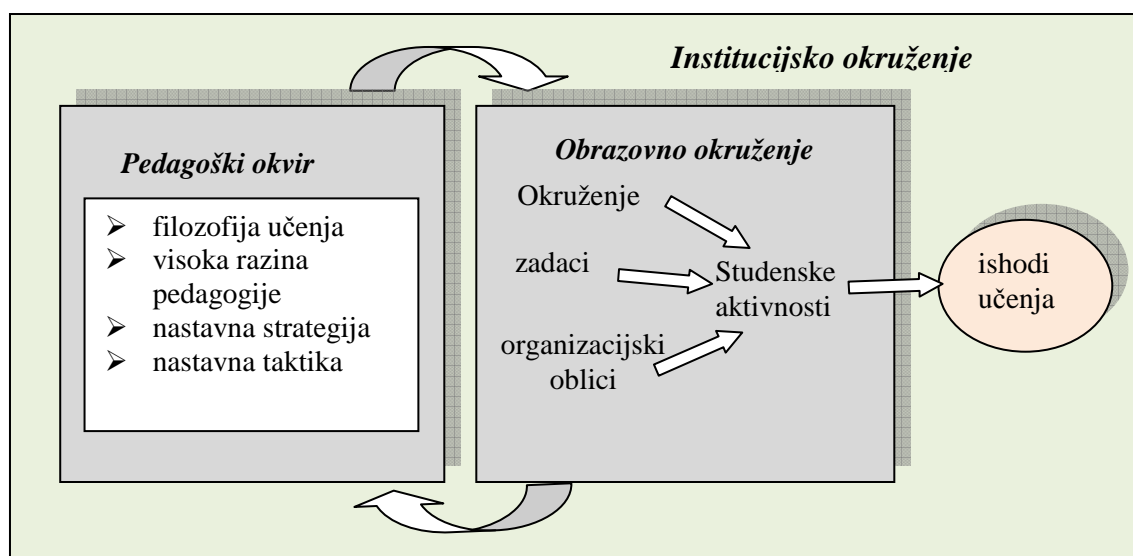 Institucijsko okruženje
Pedagoški okvir
filozofija učenja
visoka razina
pedagogije
nastavna strategija
nastavna taktika
Obrazovno okruženje
Okruženje
zadaci
organizacijski
oblici
Studenske
aktivnosti
ishodi
učenja